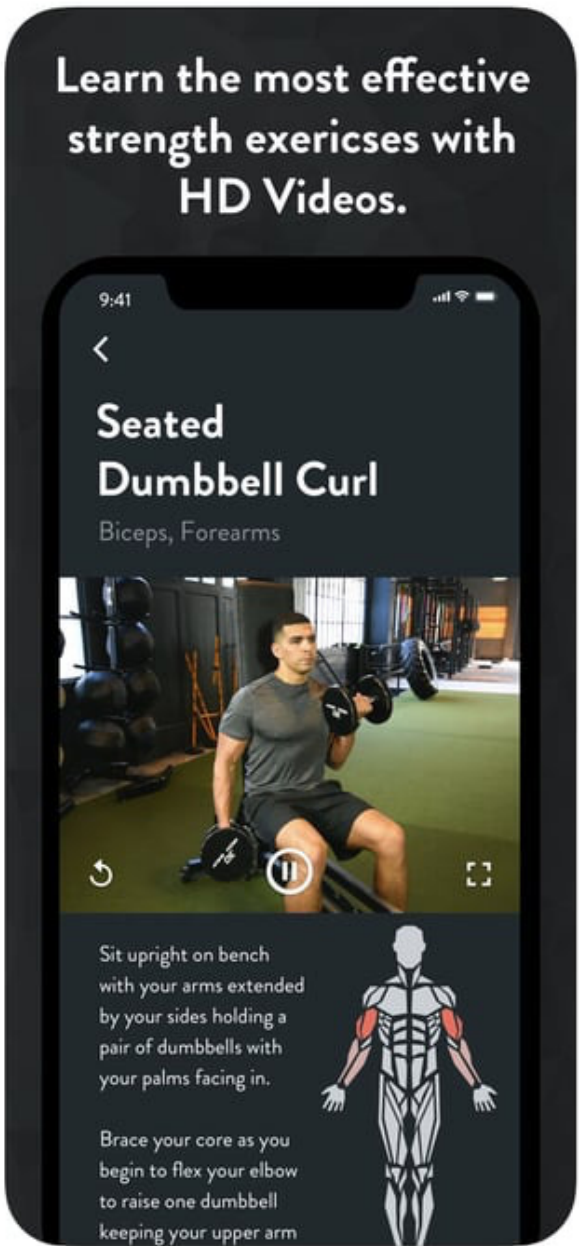 Learn the most effective
strength exericses with
HD Videos.
9:41
Seated
Dumbbell Curl
Biceps, Forearms
Sit upright on bench
with your arms extended
by your sides holding a
pair of dumbbells with
your palms facing in.
Brace your core as you
begin to flex your elbow
to raise one dumbbell
keeping your upper arm